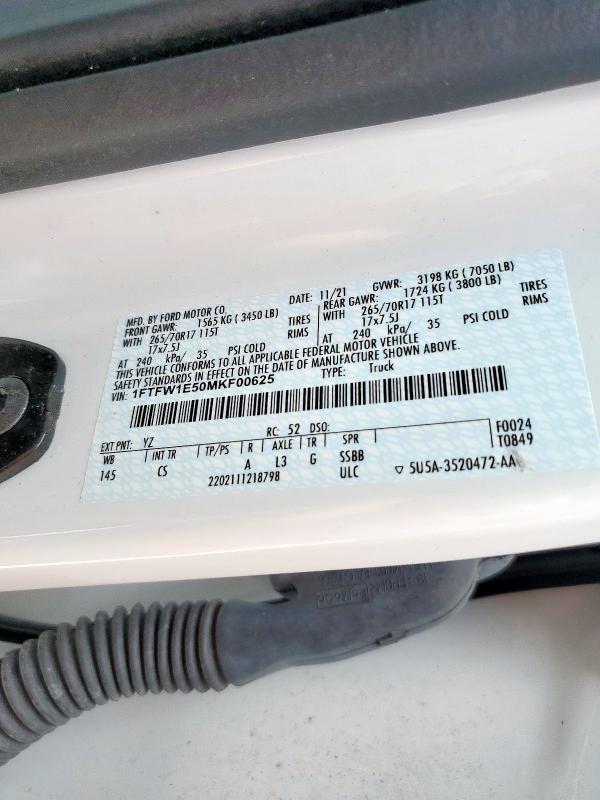 MFD. BY FORD MOTOR CO. DATE: 11/21 GVWR: 3198 KG ( 7050 LB)
FRONT GAWR: 1565 KG ( 3450 LB) REAR GAWR: 1724 KG ( 3800 LB)
WITH 265/70R17 115T TIRES WITH 265/70R17 115T TIRES
17x7.5J RIMS 17x7.5J RIMS
AT 240 kPa/ 35 PSI COLD AT 240 kPa/ 35 PSI COLD
THIS VEHICLE CONFORMS TO ALL APPLICABLE FEDERAL MOTOR VEHICLE
SAFETY STANDARDS IN EFFECT ON THE DATE OF MANUFACTURE SHOWN ABOVE.
VIN: 1FTFW1E50MKF00625 TYPE: Truck
EXT PNT: YZ RC: 52 DSO: F0024
WB INT TR TP/PS R AXLE TR SPR T0849
145 CS A L3 G SSBB
2202111218798 ULC ▽ 5U5A-3520472-AA